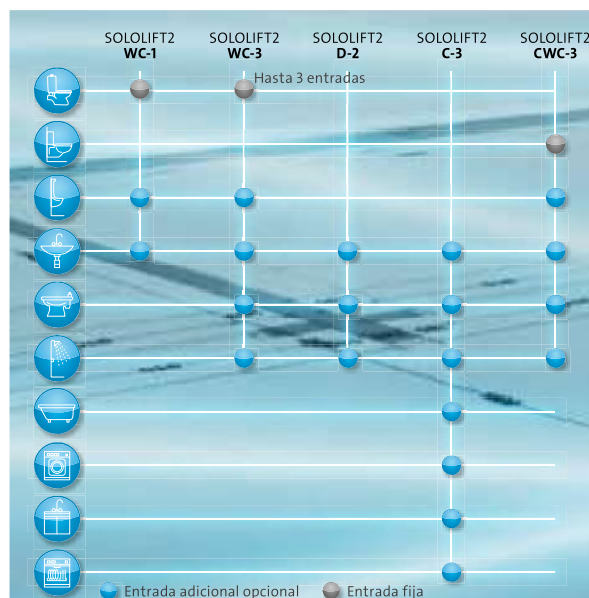 SOLOLIFT2 SOLOLIFT2 SOLOLIFT2 SOLOLIFT2 SOLOLIFT2
WC-1 WC-3 D-2 C-3 CWC-3
Hasta 3 entradas
Entrada adicional opcional Entrada fija